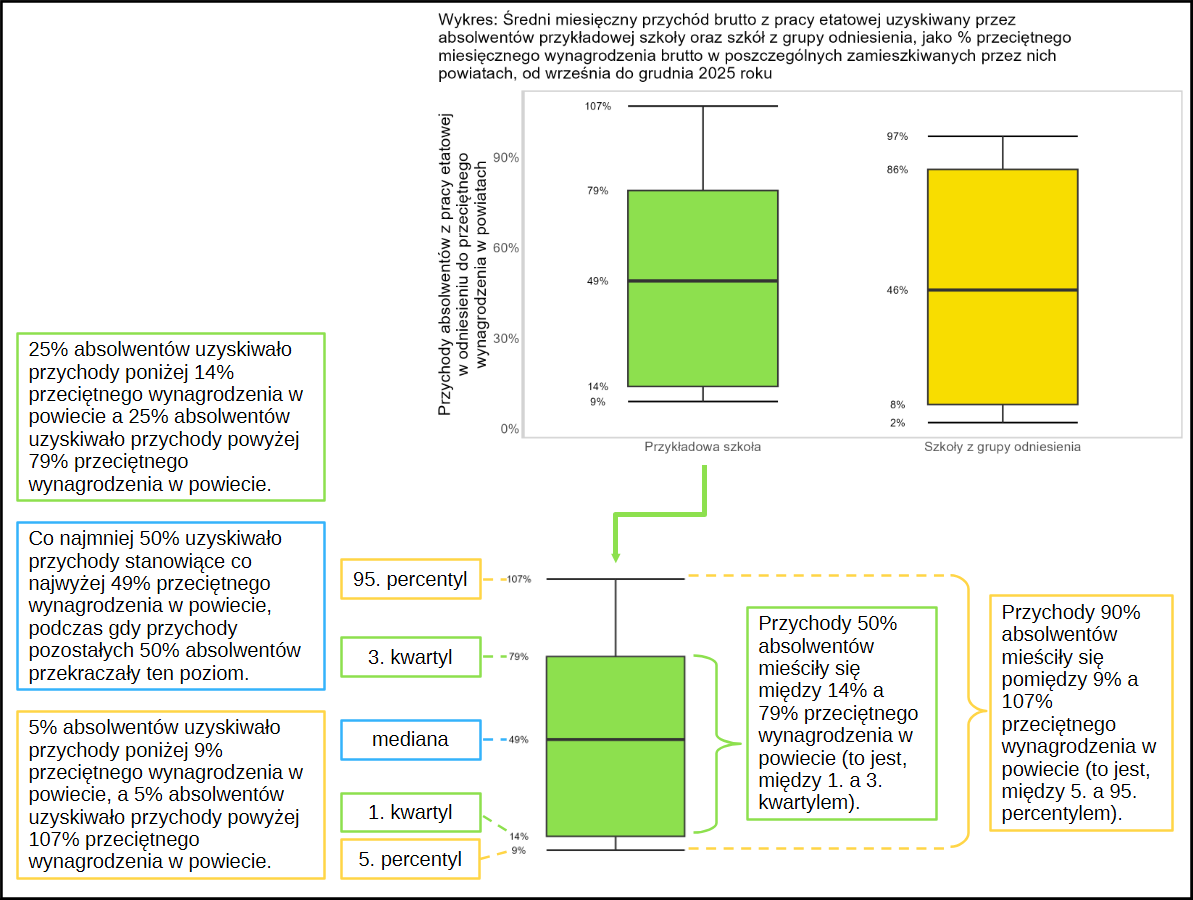 Wykres: Średni miesięczny przychód brutto z pracy etatowej uzyskiwany przez
absolwentów przykładowej szkoły oraz szkół z grupy odniesienia, jako % przeciętnego
miesięcznego wynagrodzenia brutto w poszczególnych zamieszkiwanych przez nich
powiatach, od września do grudnia 2025 roku
Przychody absolwentów z pracy etatowej
w odniesieniu do przeciętnego
wynagrodzenia w powiatach
90%
60%
30%
0%
107%
79%
49%
14%
9%
97%
86%
46%
8%
2%
Przykładowa szkoła
Szkoły z grupy odniesienia
25% absolwentów uzyskiwało
przychody poniżej 14%
przeciętnego wynagrodzenia w
powiecie a 25% absolwentów
uzyskiwało przychody powyżej
79% przeciętnego
wynagrodzenia w powiecie.
Co najmniej 50% uzyskiwało
przychody stanowiące co
najwyżej 49% przeciętnego
wynagrodzenia w powiecie,
podczas gdy przychody
pozostałych 50% absolwentów
przekraczały ten poziom.
5% absolwentów uzyskiwało
przychody poniżej 9%
przeciętnego wynagrodzenia w
powiecie, a 5% absolwentów
uzyskiwało przychody powyżej
107% przeciętnego
wynagrodzenia w powiecie.
95. percentyl
3. kwartyl
mediana
1. kwartyl
5. percentyl
107%
79%
49%
14%
9%
Przychody 50%
absolwentów
mieściły się
między 14% a
79% przeciętnego
wynagrodzenia w
powiecie (to jest,
między 1. a 3.
kwartylem).
Przychody 90%
absolwentów
mieściły się
pomiędzy 9% a
107%
przeciętnego
wynagrodzenia w
powiecie (to jest,
między 5. a 95.
percentylem).